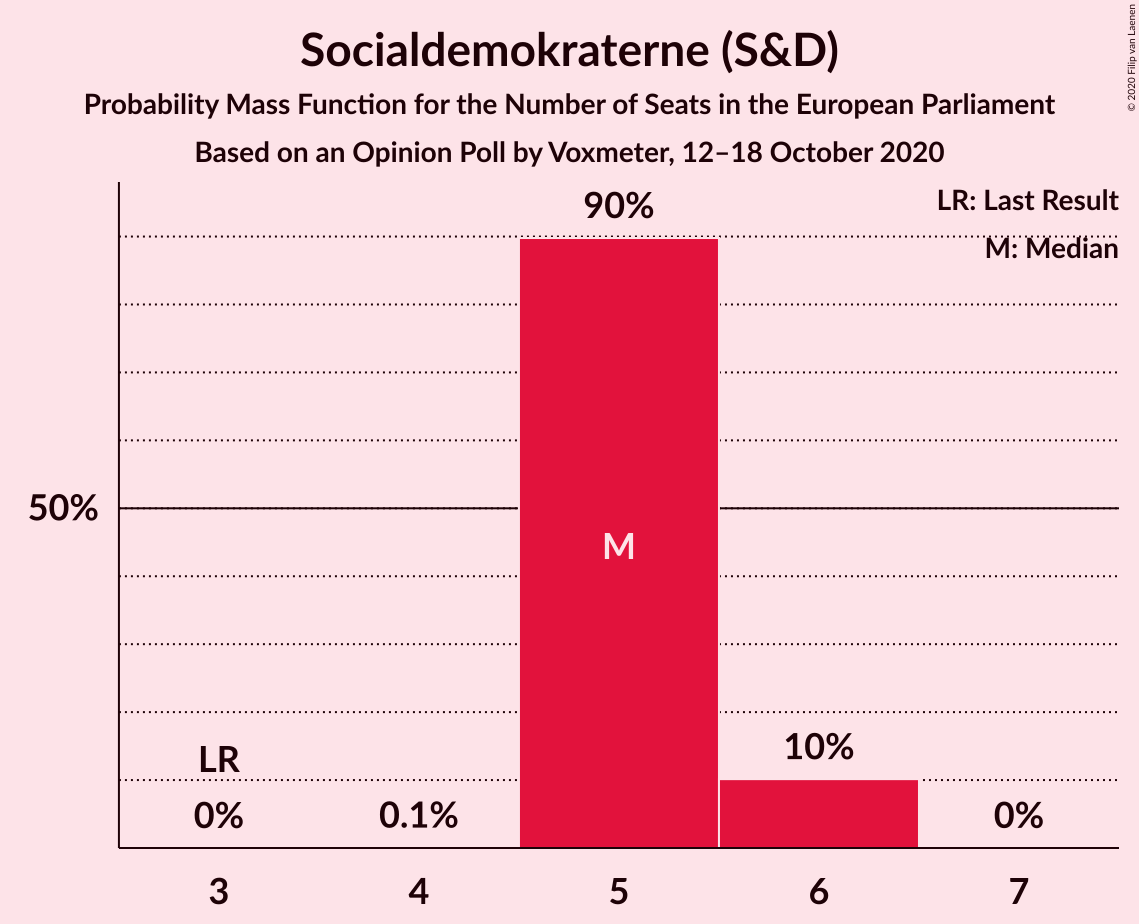 Socialdemokraterne (S&D)
Probability Mass Function for the Number of Seats in the European Parliament
Based on an Opinion Poll by Voxmeter, 12–18 October 2020
© 2020 Filip van Laenen
90%
LR: Last Result
M: Median
50%
M
LR
10%
0%
0.1%
0%
3
4
5
6
7